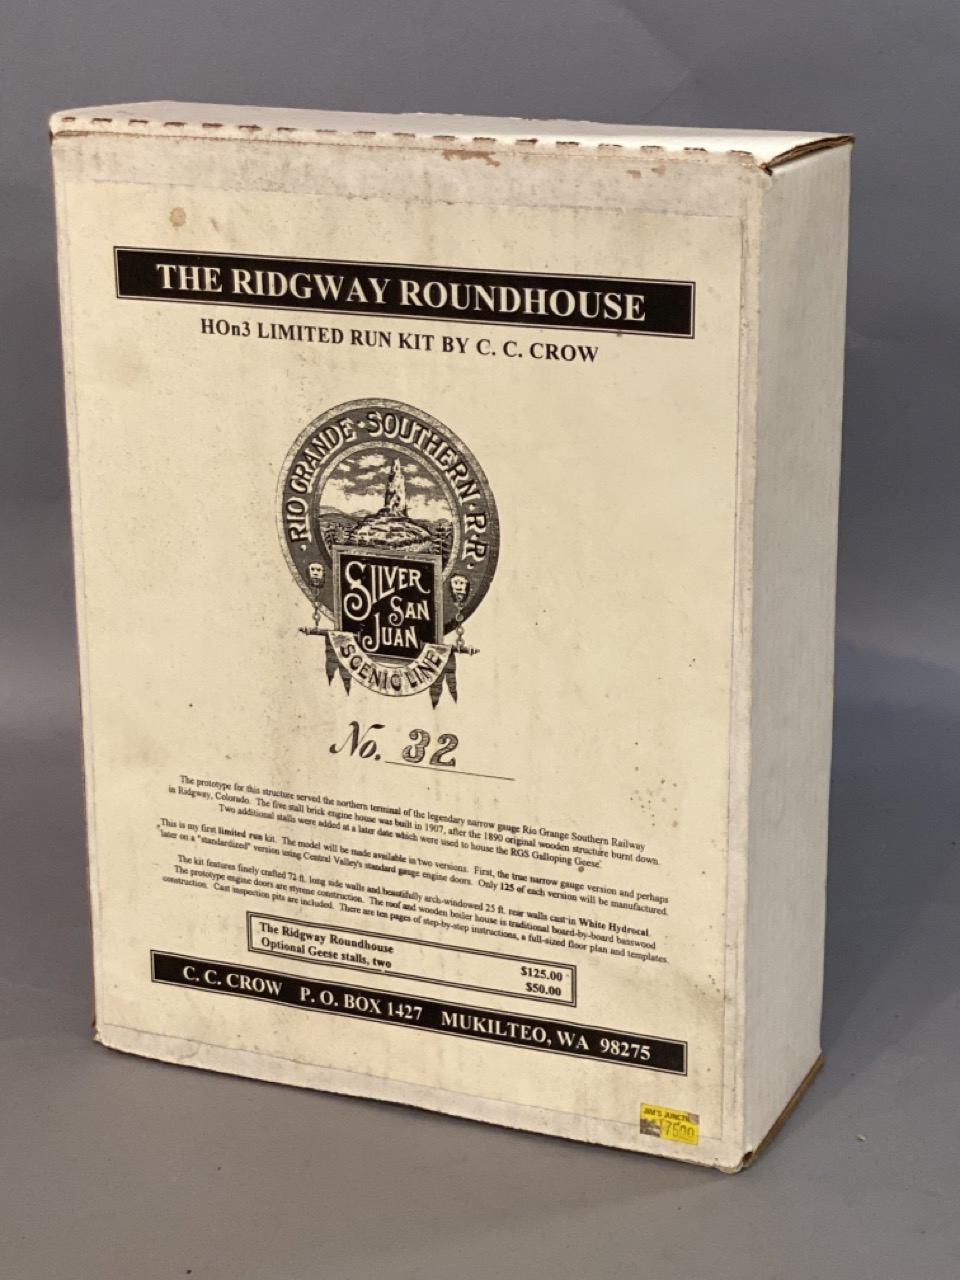 THE RIDGWAY ROUNDHOUSE
HOn3 LIMITED RUN KIT BY C. C. CROW
·RIO GRANDE·SOUTHERN·R·R·
SILVER
SAN
JUAN
SCENIC LINE
No. 32
The prototype for this structure served the northern terminal of the legendary narrow gauge Rio Grange Southern Railway
in Ridgway, Colorado. The five stall brick engine house was built in 1907, after the 1890 original wooden structure burnt down.
Two additional stalls were added at a later date which were used to house the RGS Galloping Geese.
This is my first limited run kit. The model will be made available in two versions. First, the true narrow gauge version and perhaps
later on a "standardized" version using Central Valley's standard gauge engine doors. Only 125 of each version will be manufactured.
The kit features finely crafted 72 ft. long side walls and beautifully arch-windowed 25 ft. rear walls cast in White Hydrocal.
The prototype engine doors are styrene construction. The roof and wooden boiler house is traditional board-by-board basswood
construction. Cast inspection pits are included. There are ten pages of step-by-step instructions, a full-sized floor plan and templates.
The Ridgway Roundhouse $125.00
Optional Geese stalls, two $50.00
C. C. CROW P. O. BOX 1427 MUKILTEO, WA 98275
JIM'S